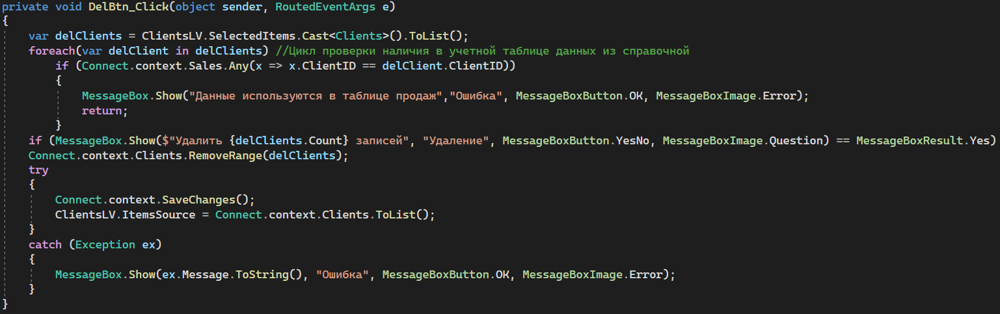 private void DelBtn_Click(object sender, RoutedEventArgs e)
{
    var delClients = ClientsLV.SelectedItems.Cast<Clients>().ToList();
    foreach(var delClient in delClients) //Цикл проверки наличия в учетной таблице данных из справочной
        if (Connect.context.Sales.Any(x => x.ClientID == delClient.ClientID))
        {
            MessageBox.Show("Данные используются в таблице продаж","Ошибка", MessageBoxButton.OK, MessageBoxImage.Error);
            return;
        }
    if (MessageBox.Show($"Удалить {delClients.Count} записей", "Удаление", MessageBoxButton.YesNo, MessageBoxImage.Question) == MessageBoxResult.Yes)
    Connect.context.Clients.RemoveRange(delClients);
    try
    {
        Connect.context.SaveChanges();
        ClientsLV.ItemsSource = Connect.context.Clients.ToList();
    }
    catch (Exception ex)
    {
        MessageBox.Show(ex.Message.ToString(), "Ошибка", MessageBoxButton.OK, MessageBoxImage.Error);
    }
}